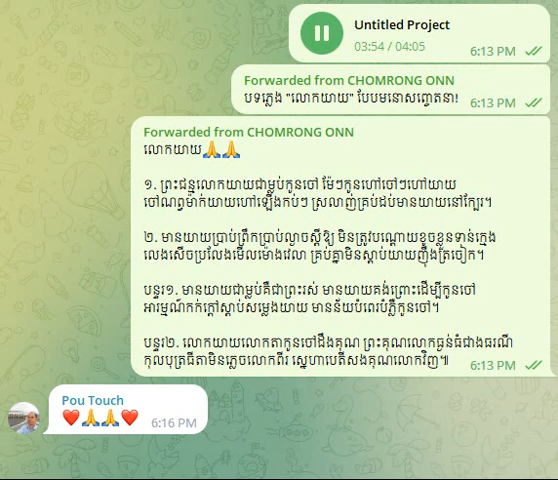 Untitled Project
03:54 / 04:05
6:13 PM
Forwarded from CHOMRONG ONN
បទភ្លេង "លោកយាយ" បែបមនោសញ្ចេតនា!
6:13 PM
Forwarded from CHOMRONG ONN
លោកយាយ🙏🙏
១. ព្រះជន្មលោកយាយជាម្លប់កូនចៅ ម៉ែៗកូនហៅចៅៗហៅយាយ
ចៅណព្វម៉ាក់យាយហៅឡើងកប់ៗ ស្រលាញ់គ្រប់ដប់មានយាយនៅក្បែរ។
២. មានយាយប្រាប់ព្រឹកប្រាប់ល្ងាចស្ដីឱ្យ មិនត្រូវបណ្ដោយខ្លួចខ្លួនទាន់ក្មេង
លេងសើចប្រលែងមើលម៉ោងវេលា គ្រប់គ្នាមិនស្ដាប់យាយញ៉ឹងត្រចៀក។
បន្ទរ១. មានយាយជាម្លប់គឺជាព្រះរស់ មានយាយគង់ព្រោះដើម្បីកូនចៅ
អារម្មណ៍កក់ក្ដៅស្ដាប់សម្លេងយាយ មានន័យបំពេរបំភ្លឺកូនចៅ។
បន្ទរ២. លោកយាយលោកតាកូនចៅដឹងគុណ ព្រះគុណលោកធ្ងន់ធំជាងធរណី
កុលបុត្រធីតាមិនភ្លេចលោកពីរ ស្នេហាបេតីសងគុណលោកវិញ៕
6:13 PM
Pou Touch
❤️🙏🙏❤️
6:16 PM